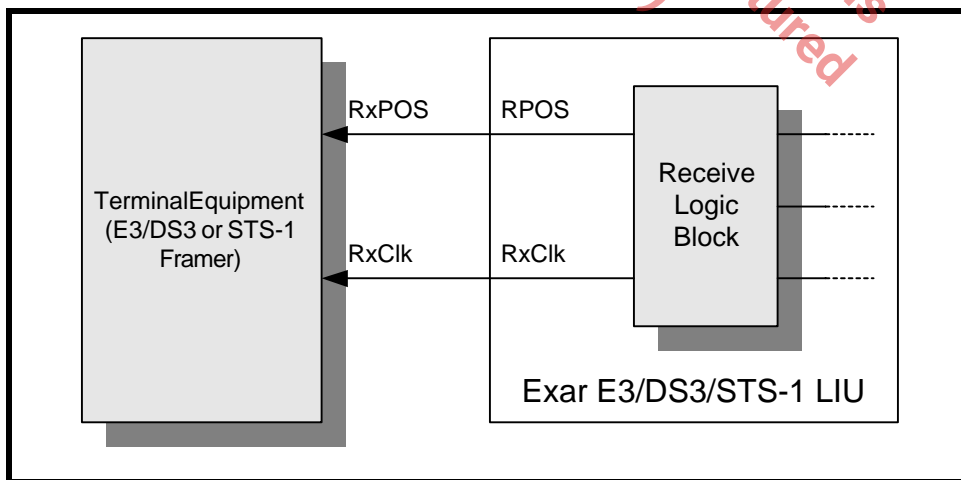 RxPOS
RPOS
TerminalEquipment
(E3/DS3 or STS-1
Framer)
Receive
Logic
Block
RxClk
RxClk
Exar E3/DS3/STS-1 LIU